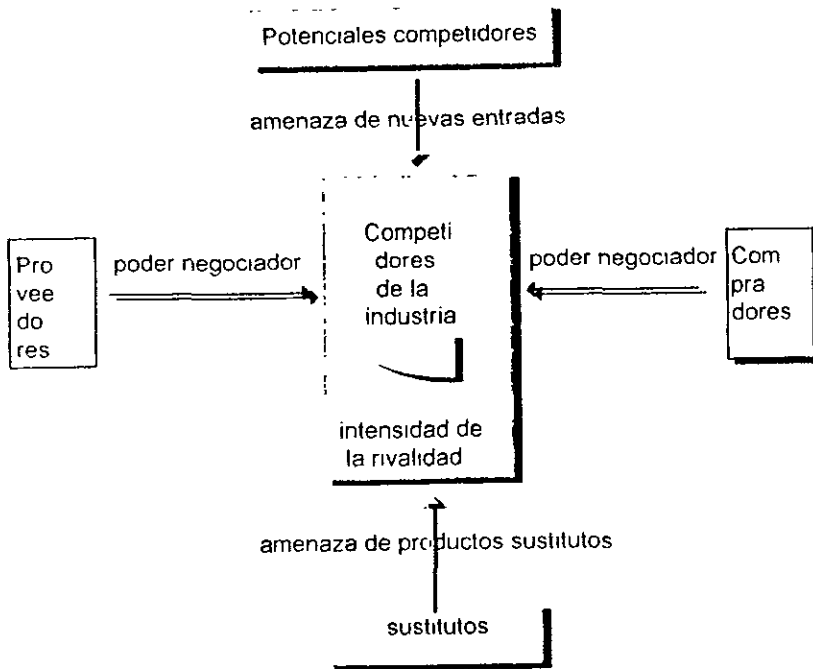 Potenciales competidores
amenaza de nuevas entradas
Pro
vee
do
res
poder negociador
Competi
dores
de la
industria
intensidad de
la rivalidad
poder negociador
Com
pra
dores
amenaza de productos sustitutos
sustitutos